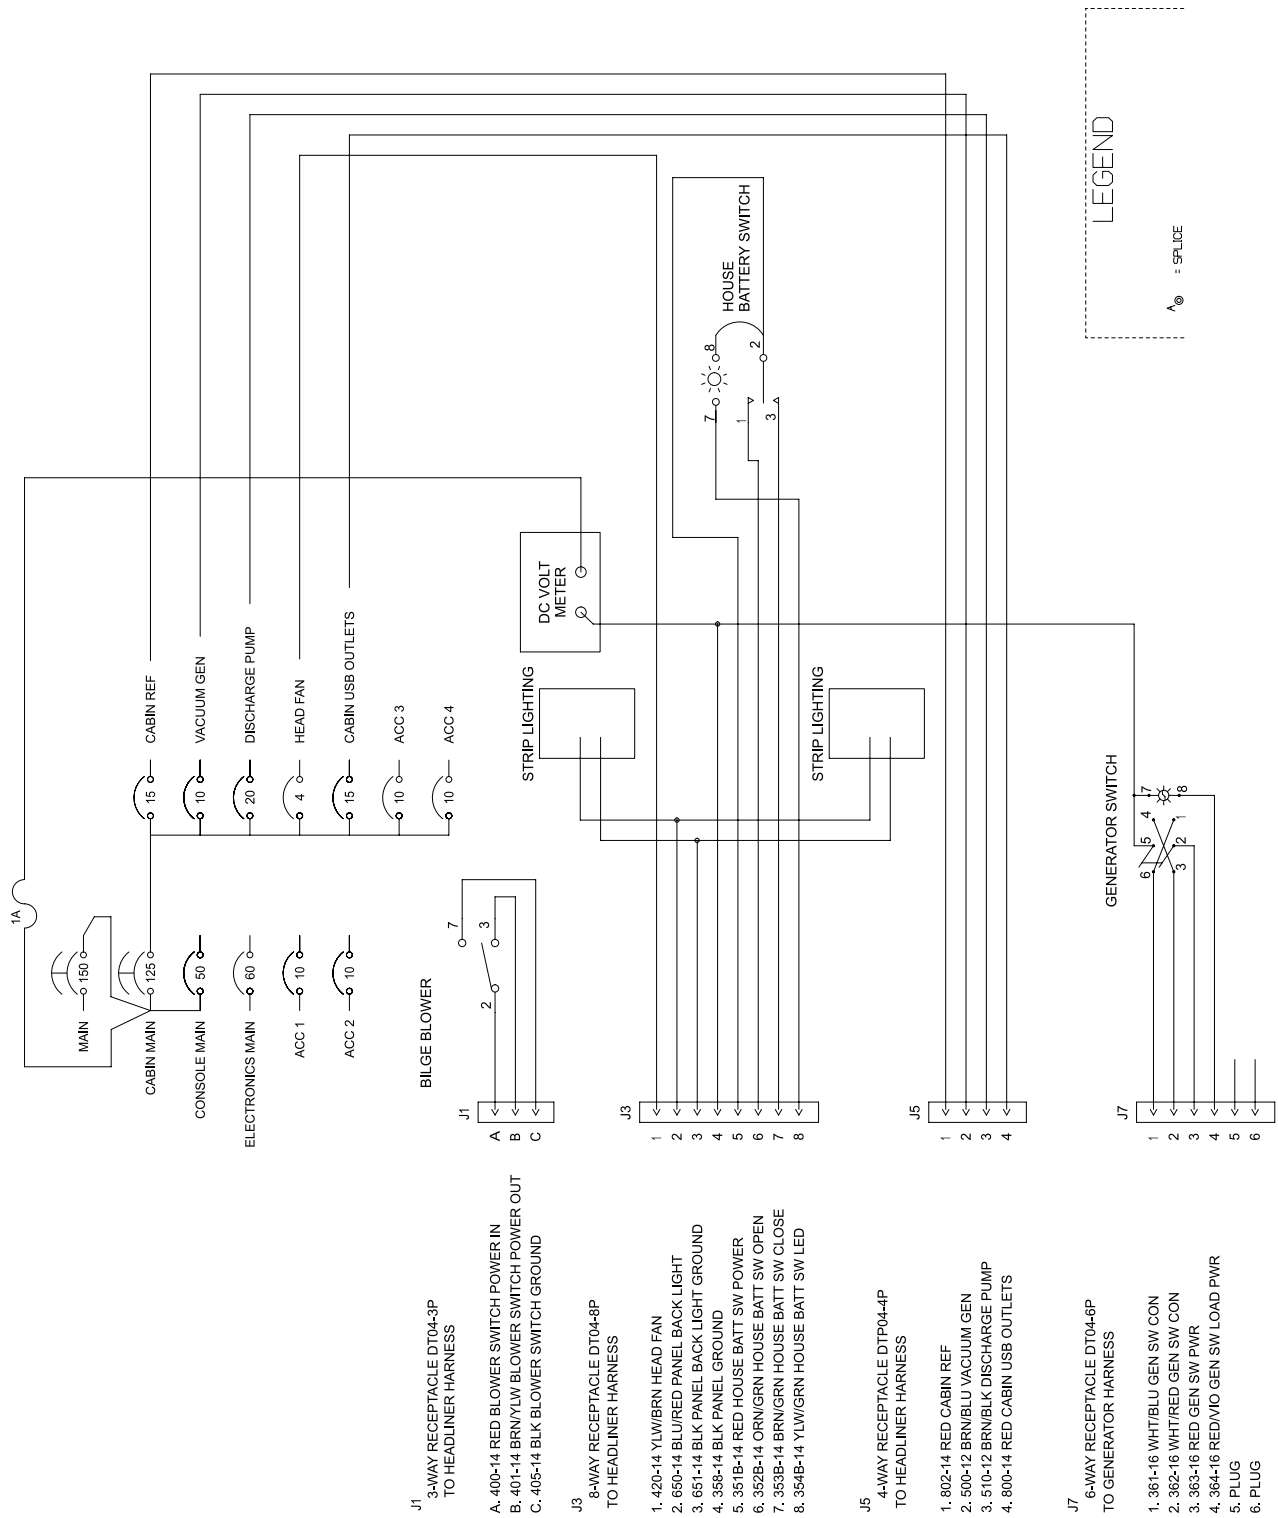 LEGEND
A
= SPLICE
1A
MAIN
150
CABIN MAIN
125
CONSOLE MAIN
50
ELECTRONICS MAIN
60
ACC 1
10
ACC 2
10
15
CABIN REF
10
VACUUM GEN
20
DISCHARGE PUMP
4
HEAD FAN
15
CABIN USB OUTLETS
10
ACC 3
10
ACC 4
DC VOLT
METER
STRIP LIGHTING
STRIP LIGHTING
HOUSE
BATTERY SWITCH
7
8
1
2
3
BILGE BLOWER
2
3
7
GENERATOR SWITCH
6
5
4
7
3
2
1
8
J1
A
B
C
J3
1
2
3
4
5
6
7
8
J5
1
2
3
4
J7
1
2
3
4
5
6
J1
3-WAY RECEPTACLE DT04-3P
TO HEADLINER HARNESS
A. 400-14 RED BLOWER SWITCH POWER IN
B. 401-14 BRN/YLW BLOWER SWITCH POWER OUT
C. 405-14 BLK BLOWER SWITCH GROUND
J3
8-WAY RECEPTACLE DT04-8P
TO HEADLINER HARNESS
1. 420-14 YLW/BRN HEAD FAN
2. 650-14 BLU/RED PANEL BACK LIGHT
3. 651-14 BLK PANEL BACK LIGHT GROUND
4. 358-14 BLK PANEL GROUND
5. 351B-14 RED HOUSE BATT SW POWER
6. 352B-14 ORN/GRN HOUSE BATT SW OPEN
7. 353B-14 BRN/GRN HOUSE BATT SW CLOSE
8. 354B-14 YLW/GRN HOUSE BATT SW LED
J5
4-WAY RECEPTACLE DTP04-4P
TO HEADLINER HARNESS
1. 802-14 RED CABIN REF
2. 500-12 BRN/BLU VACUUM GEN
3. 510-12 BRN/BLK DISCHARGE PUMP
4. 800-14 RED CABIN USB OUTLETS
J7
6-WAY RECEPTACLE DT04-6P
TO GENERATOR HARNESS
1. 361-16 WHT/BLU GEN SW CON
2. 362-16 WHT/RED GEN SW CON
3. 363-16 RED GEN SW PWR
4. 364-16 RED/VIO GEN SW LOAD PWR
5. PLUG
6. PLUG